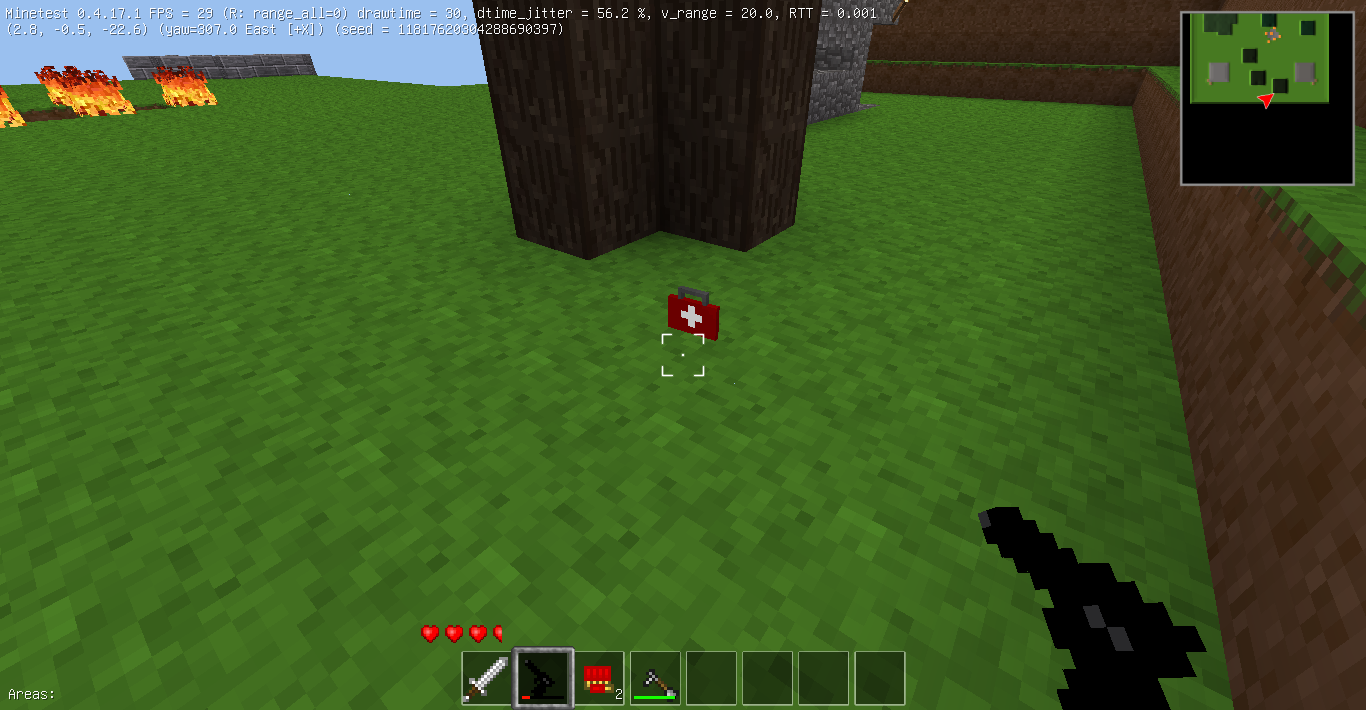 Minetest 0.4.17.1 FPS = 29 (R: range_all=0) drawtime = 30, dtime_jitter = 56.2 %, v_range = 20.0, RTT = 0.001
(2.8, -0.5, -22.6) (yaw=307.0 East [+X]) (seed = 11817620304288690397)
2
Areas: